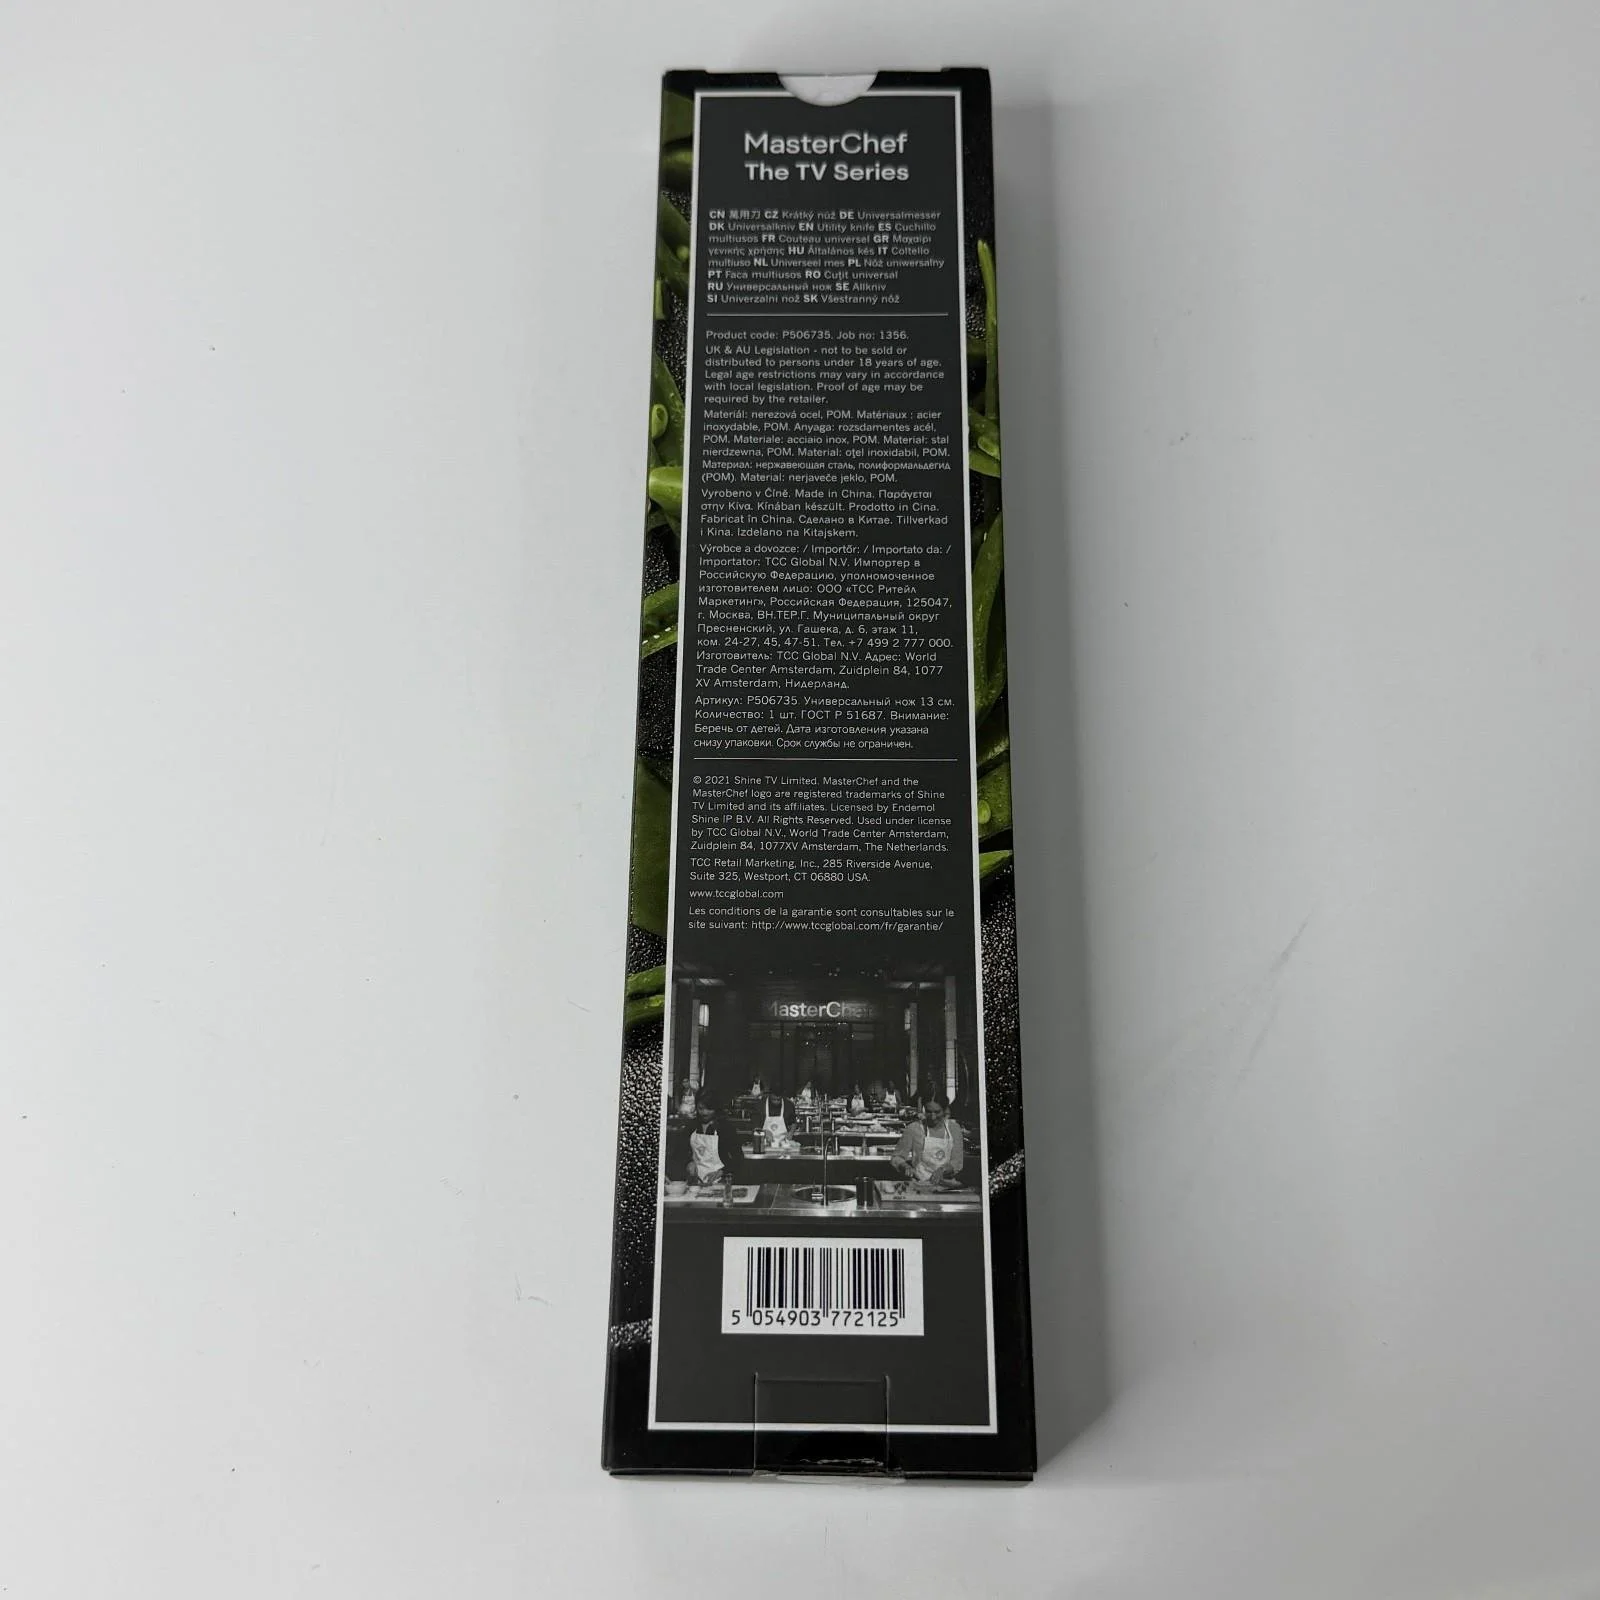 MasterChef
The TV Series
CN 萬用刀 CZ Krátký nůž DE Universalmesser
DK Universalkniv EN Utility knife ES Cuchillo
multiusos FR Couteau universel GR Μαχαίρι
γενικής χρήσης HU Általános kés IT Coltello
multiuso NL Universeel mes PL Nóż uniwersalny
PT Faca multiusos RO Cuțit universal
RU Универсальный нож SE Allkniv
SI Univerzalni nož SK Všestranný nôž
Product code: P506735. Job no: 1356.
UK & AU Legislation - not to be sold or
distributed to persons under 18 years of age.
Legal age restrictions may vary in accordance
with local legislation. Proof of age may be
required by the retailer.
Materiál: nerezová ocel, POM. Matériaux : acier
inoxydable, POM. Anyaga: rozsdamentes acél,
POM. Materiale: acciaio inox, POM. Materiał: stal
nierdzewna, POM. Material: oțel inoxidabil, POM.
Материал: нержавеющая сталь, полиформальдегид
(POM). Material: nerjaveče jeklo, POM.
Vyrobeno v Číně. Made in China. Παράγεται
στην Κίνα. Kínában készült. Prodotto in Cina.
Fabricat în China. Сделано в Китае. Tillverkad
i Kina. Izdelano na Kitajskem.
Výrobce a dovozce: / Importőr: / Importato da: /
Importator: TCC Global N.V. Импортер в
Российскую Федерацию, уполномоченное
изготовителем лицо: ООО «ТСС Ритейл
Маркетинг», Российская Федерация, 125047,
г. Москва, ВН.ТЕР.Г. Муниципальный округ
Пресненский, ул. Гашека, д. 6, этаж 11,
ком. 24-27, 45, 47-51. Тел. +7 499 2 777 000.
Изготовитель: TCC Global N.V. Адрес: World
Trade Center Amsterdam, Zuidplein 84, 1077
XV Amsterdam, Нидерланд.
Артикул: P506735. Универсальный нож 13 см.
Количество: 1 шт. ГОСТ Р 51687. Внимание:
Беречь от детей. Дата изготовления указана
снизу упаковки. Срок службы не ограничен.
© 2021 Shine TV Limited. MasterChef and the
MasterChef logo are registered trademarks of Shine
TV Limited and its affiliates. Licensed by Endemol
Shine IP B.V. All Rights Reserved. Used under license
by TCC Global N.V., World Trade Center Amsterdam,
Zuidplein 84, 1077XV Amsterdam, The Netherlands.
TCC Retail Marketing, Inc., 285 Riverside Avenue,
Suite 325, Westport, CT 06880 USA.
www.tccglobal.com
Les conditions de la garantie sont consultables sur le
site suivant: http://www.tccglobal.com/fr/garantie/
MasterChef
5 054903 772125